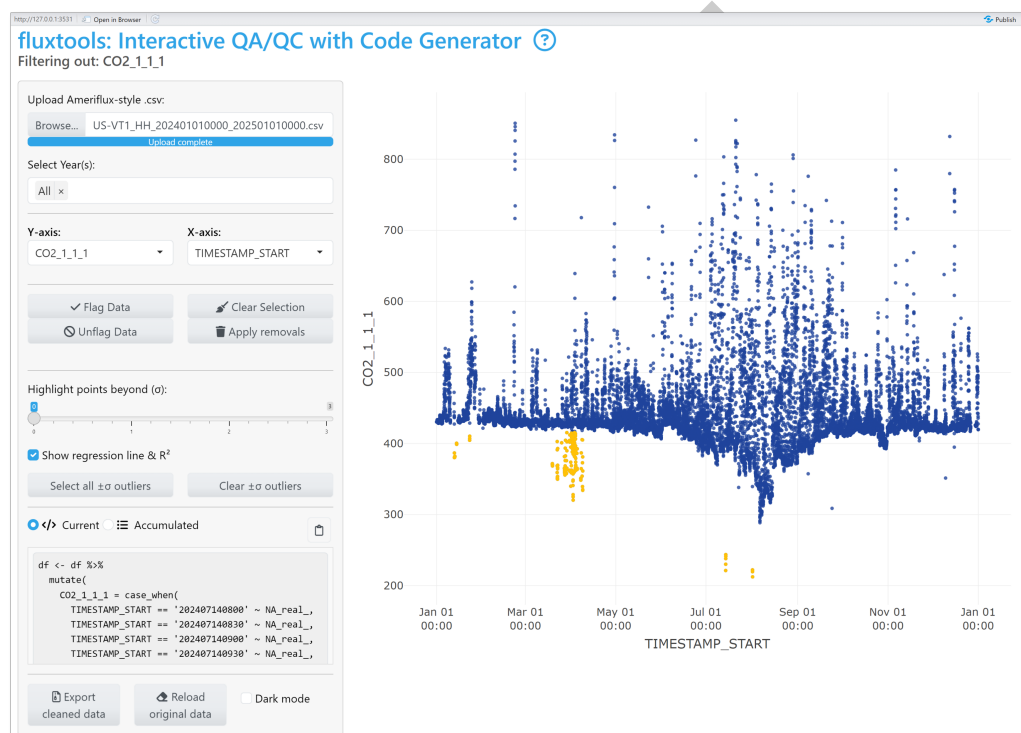 http://127.0.0.1:3531 Open in Browser Publish
fluxtools: Interactive QA/QC with Code Generator ?
Filtering out: CO2_1_1_1
Upload Ameriflux-style .csv:
Browse... US-VT1_HH_202401010000_202501010000.csv
Upload complete
Select Year(s):
All ×
Y-axis: X-axis:
CO2_1_1_1 TIMESTAMP_START
Flag Data Clear Selection
Unflag Data Apply removals
Highlight points beyond (σ):
0 3
0 1 2 3
Show regression line & R²
Select all ±σ outliers Clear ±σ outliers
</> Current Accumulated
df <- df %>%
mutate(
CO2_1_1_1 = case_when(
TIMESTAMP_START == '202407140800' ~ NA_real_,
TIMESTAMP_START == '202407140830' ~ NA_real_,
TIMESTAMP_START == '202407140900' ~ NA_real_,
TIMESTAMP_START == '202407140930' ~ NA_real_,
Export cleaned data
Reload original data
Dark mode
CO2_1_1_1
800
700
600
500
400
300
200
Jan 01 Mar 01 May 01 Jul 01 Sep 01 Nov 01 Jan 01
00:00 00:00 00:00 00:00 00:00 00:00 00:00
TIMESTAMP_START